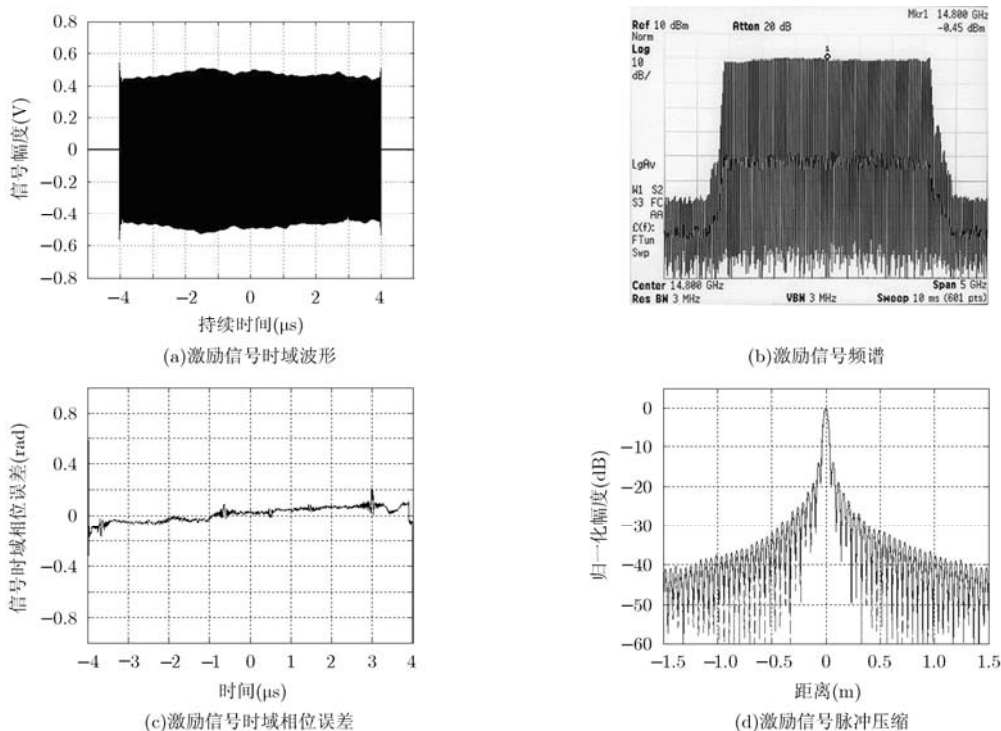 0.8
0.6
0.4
0.2
0
−0.2
−0.4
−0.6
−0.8
信号幅度(V)
−4 −2 0 2 4
持续时间(μs)
(a)激励信号时域波形
Mkr1 14.800 GHz
Ref 10 dBm Atten 20 dB −0.45 dBm
Norm
Log
10
dB/
1
LgAv
W1 S2
S3 FC
AA
£(f):
FTun
Swp
Center 14.800 GHz Span 5 GHz
Res BW 3 MHz VBW 3 MHz Sweep 10 ms (601 pts)
(b)激励信号频谱
0.8
0.4
0
−0.4
−0.8
信号时域相位误差(rad)
−4 −3 −2 −1 0 1 2 3 4
时间(μs)
(c)激励信号时域相位误差
0
−10
−20
−30
−40
−50
−60
归一化幅度(dB)
−1.5 −1.0 −0.5 0 0.5 1.0 1.5
距离(m)
(d)激励信号脉冲压缩